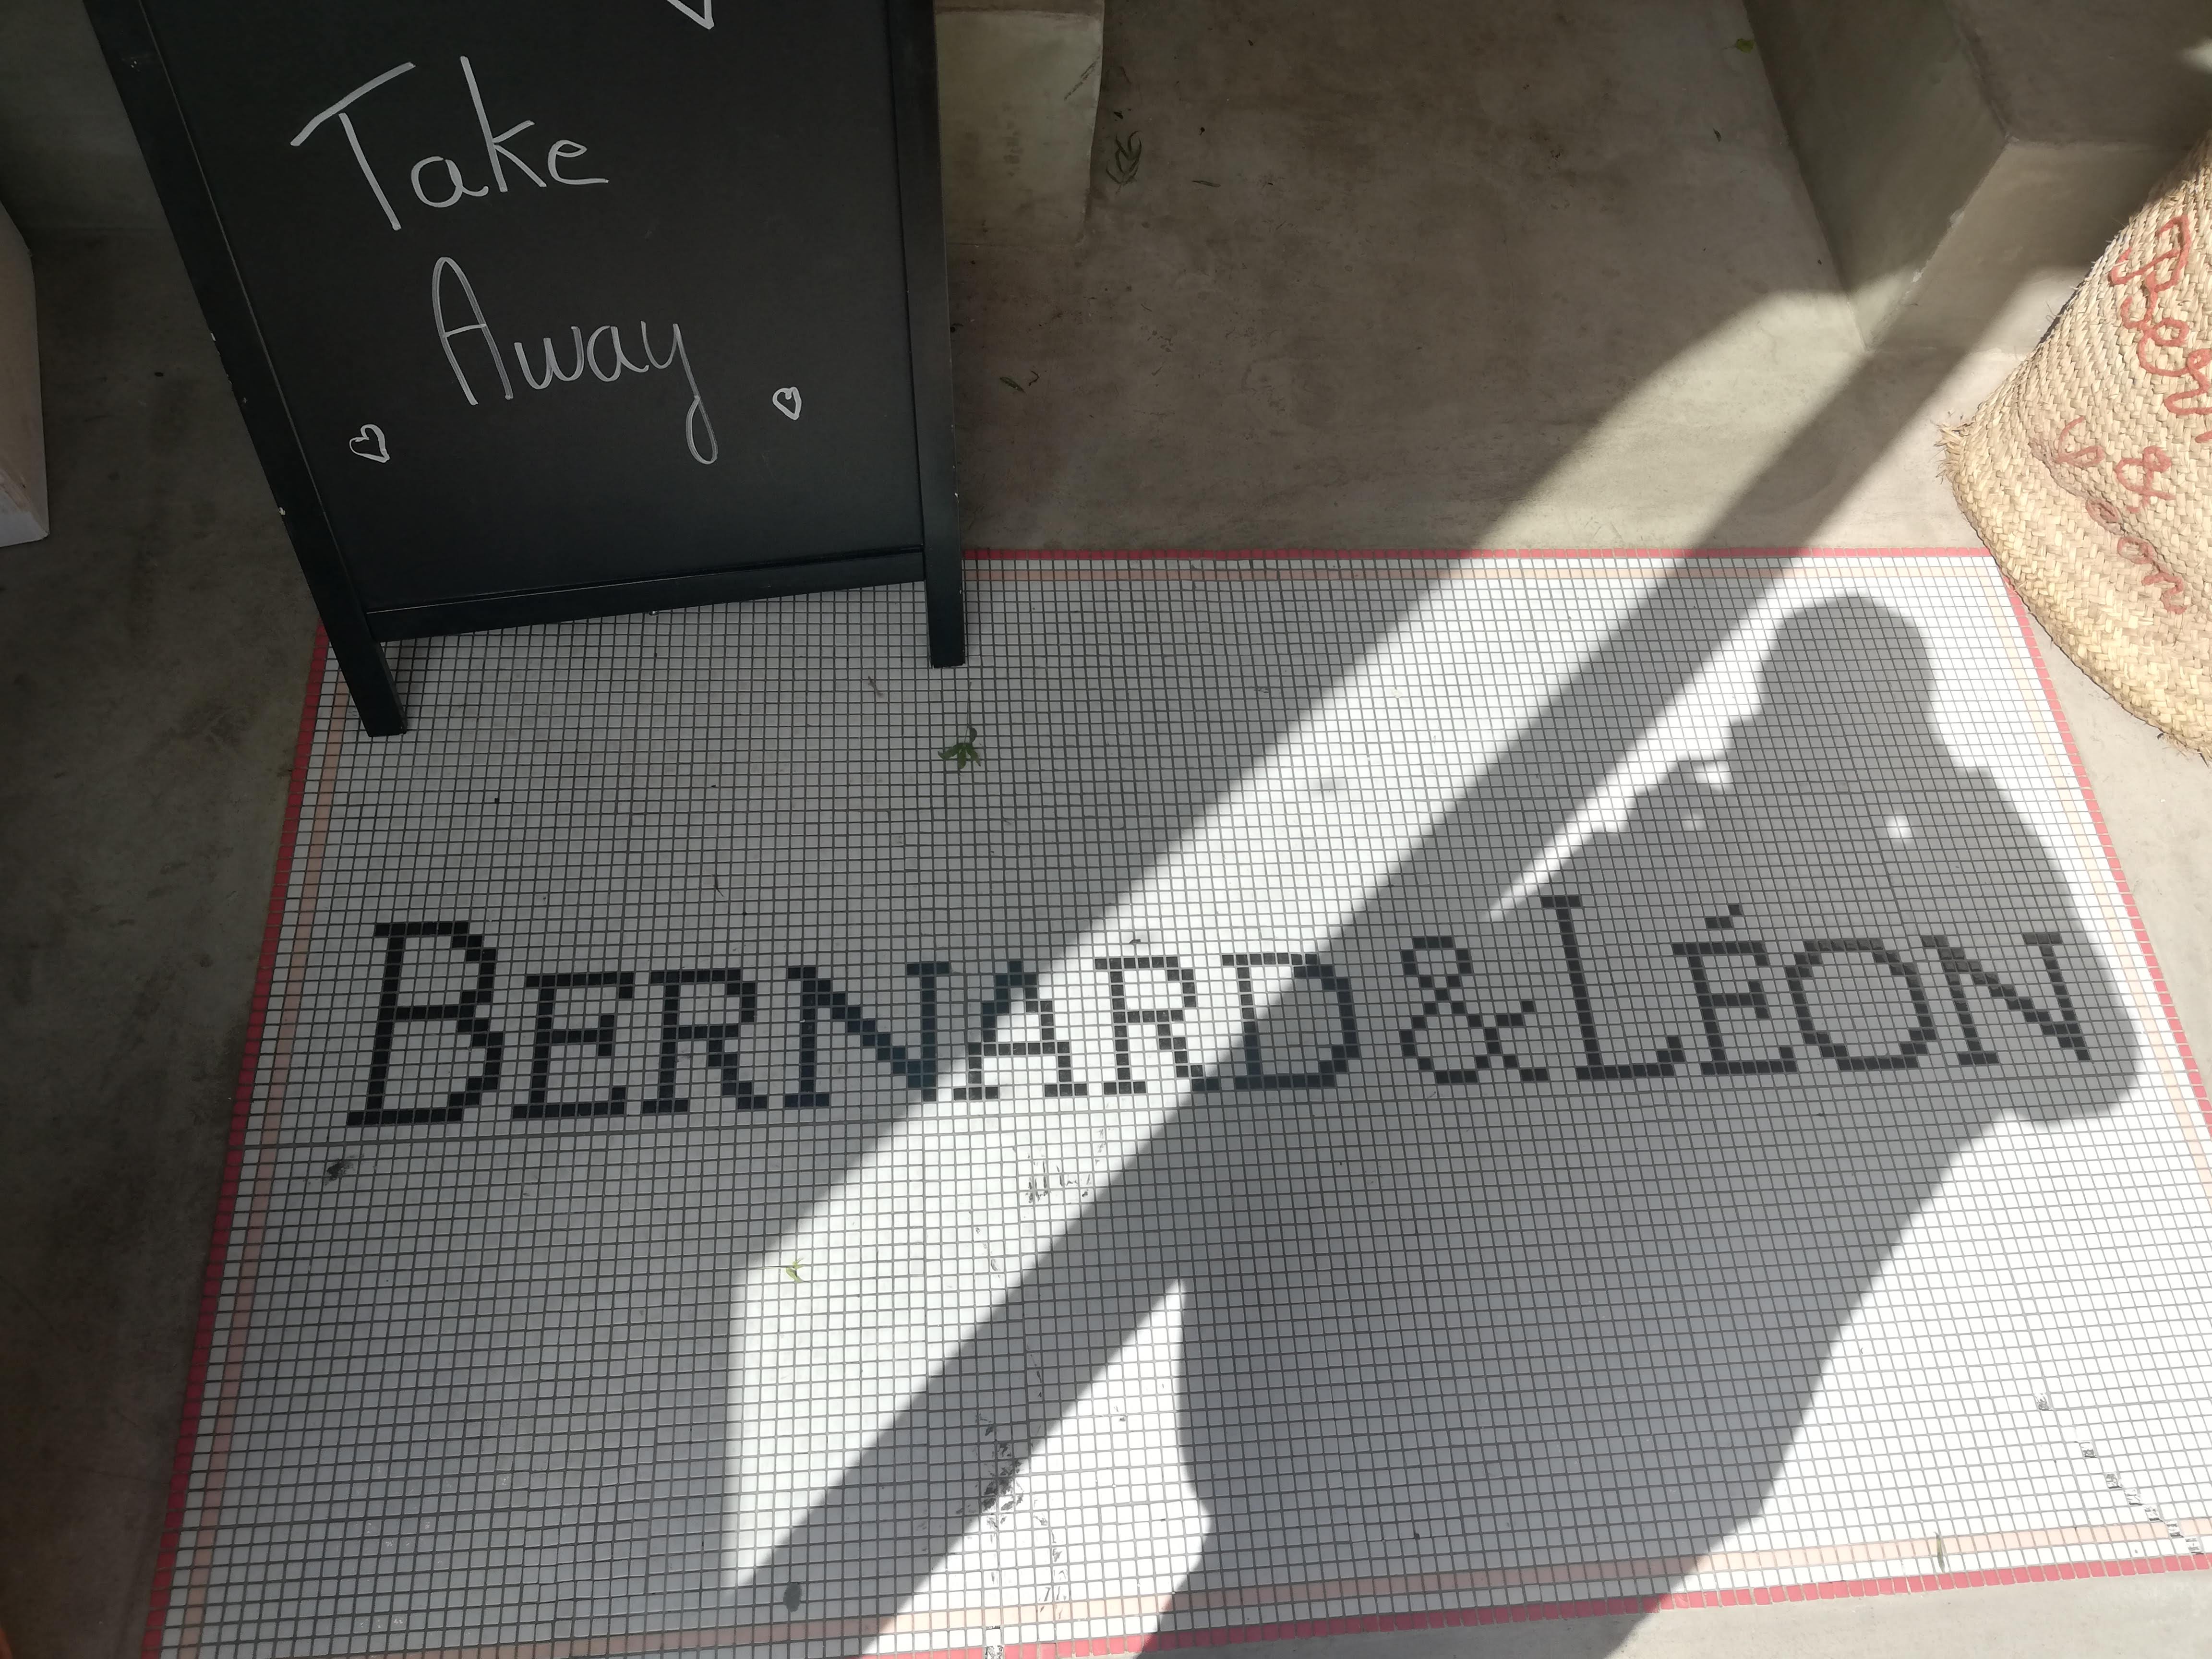 Take
Away
BERNARD & LÉON
&